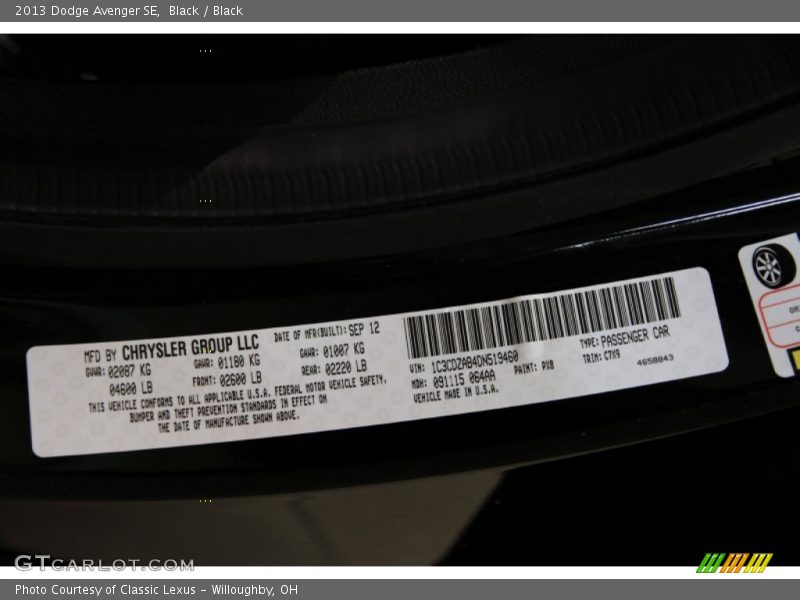 2013 Dodge Avenger SE,  Black / Black
MFD BY CHRYSLER GROUP LLC
DATE OF MFR(BUILT): SEP 12
GVWR: 02087 KG
GAWR: 01180 KG
GAWR: 01007 KG
04600 LB
FRONT: 02600 LB
REAR: 02220 LB
THIS VEHICLE CONFORMS TO ALL APPLICABLE U.S.A. FEDERAL MOTOR VEHICLE SAFETY,
BUMPER AND THEFT PREVENTION STANDARDS IN EFFECT ON
THE DATE OF MANUFACTURE SHOWN ABOVE.
VIN: 1C3CDZAB4DN519460
TYPE: PASSENGER CAR
MDH: 091115 064AA
PAINT: PX8
TRIM: C7X9
VEHICLE MADE IN U.S.A.
4658843
GTCARLOT.COM
Photo Courtesy of Classic Lexus - Willoughby, OH